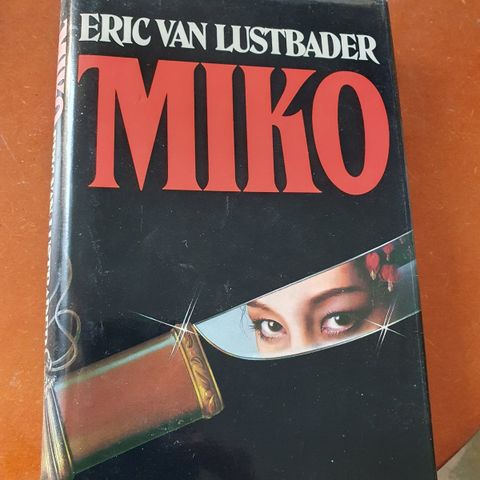 ERIC VAN LUSTBADER
MIKO